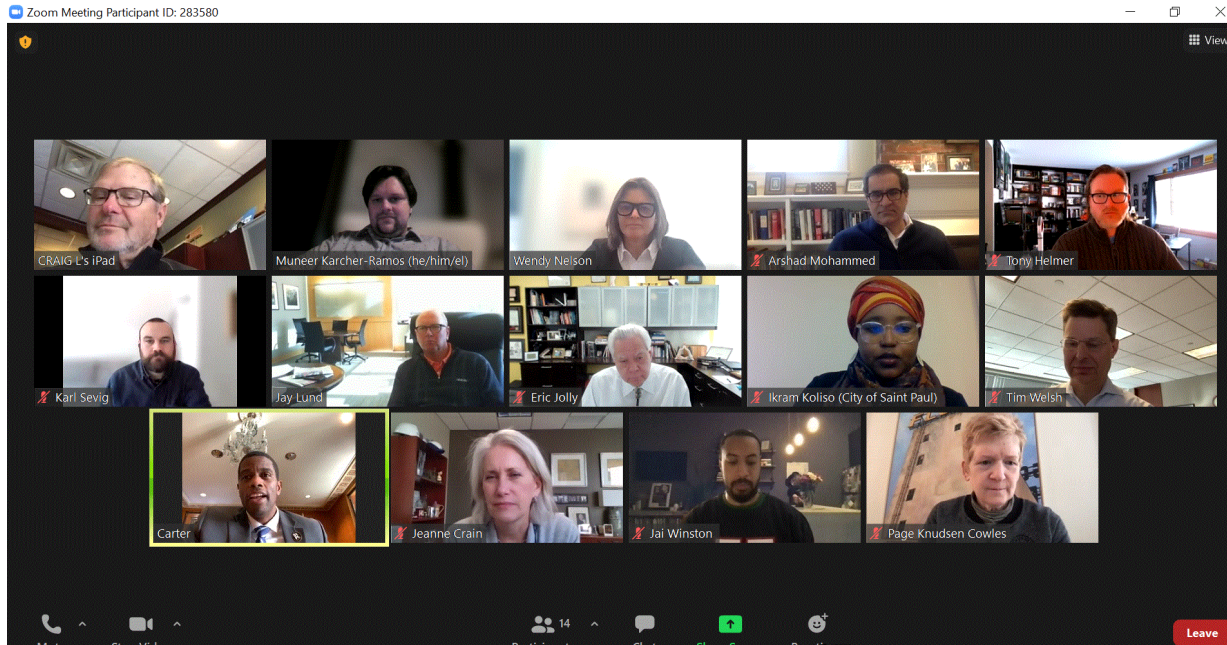 Zoom Meeting Participant ID: 283580
View
CRAIG L's iPad
Muneer Karcher-Ramos (he/him/el)
Wendy Nelson
Arshad Mohammed
Tony Helmer
Karl Sevig
Jay Lund
Eric Jolly
Ikram Koliso (City of Saint Paul)
Tim Welsh
Carter
Jeanne Crain
Jai Winston
Page Knudsen Cowles
14
Leave